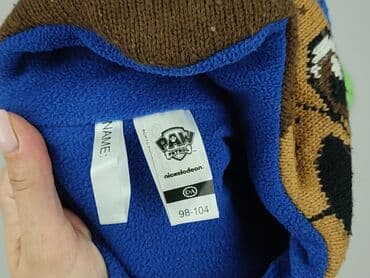 NAME:
PAW
PATROL
nickelodeon
C&A
98-104